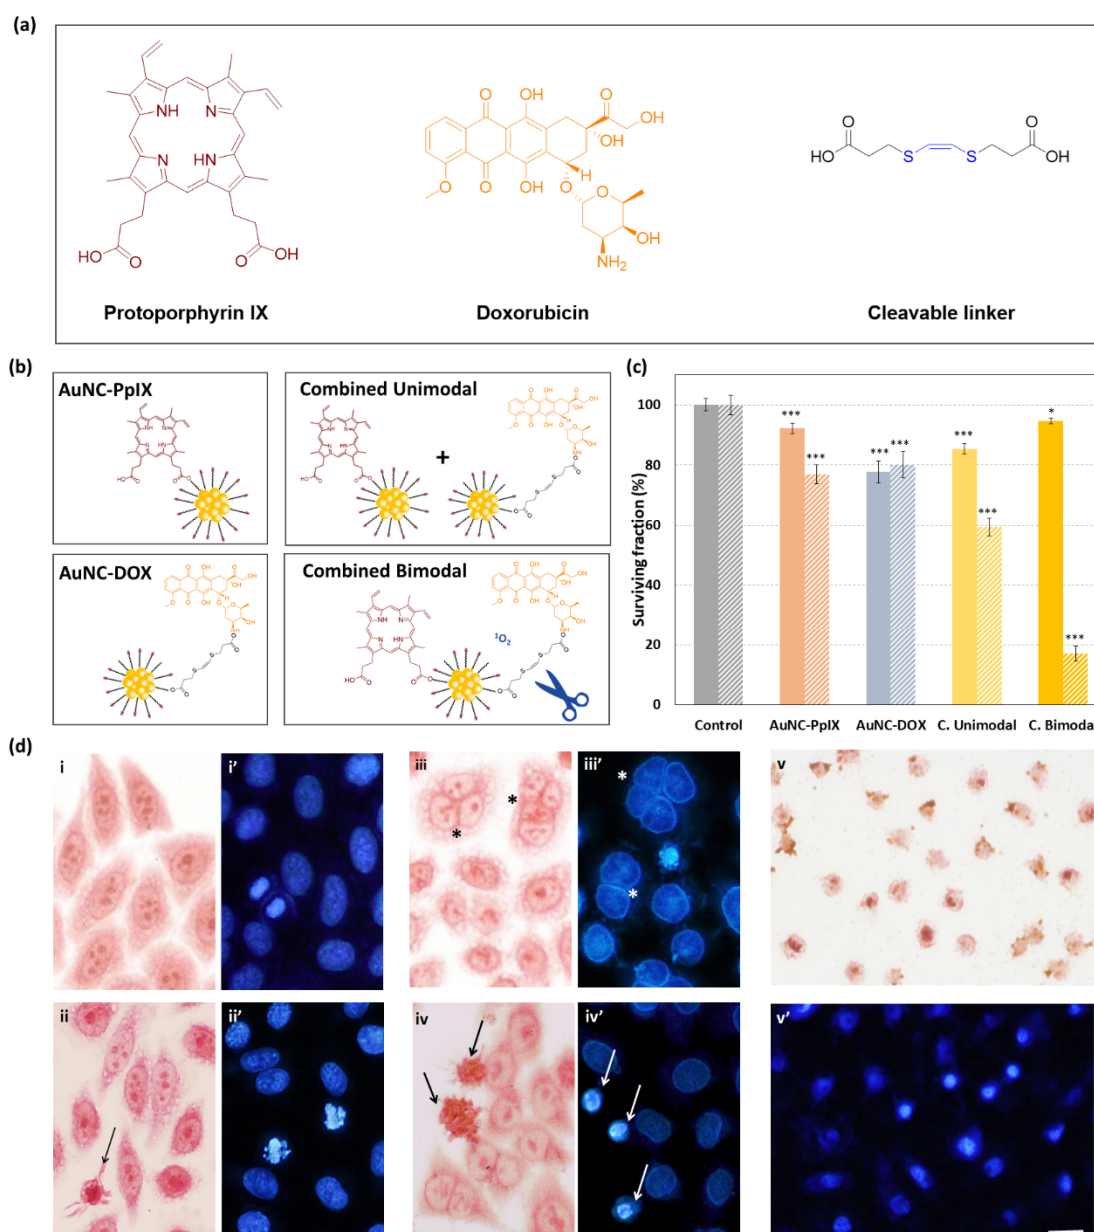 (a)
NH
N
N
HN
HO
O
O
OH
Protoporphyrin IX
O
OH
O
OH
OH
O
O
OH
O
H
O
OH
NH2
Doxorubicin
O
HO
S
S
O
OH
Cleavable linker
(b)
AuNC-PpIX
Combined Unimodal
+
AuNC-DOX
Combined Bimodal
1O2
(c)
Surviving fraction (%)
100
80
60
40
20
0
***
***
***
***
***
***
*
***
Control
AuNC-PpIX
AuNC-DOX
C. Unimodal
C. Bimoda
(d)
i
i’
iii
*
*
iii’
*
*
v
ii
ii’
iv
iv’
v’